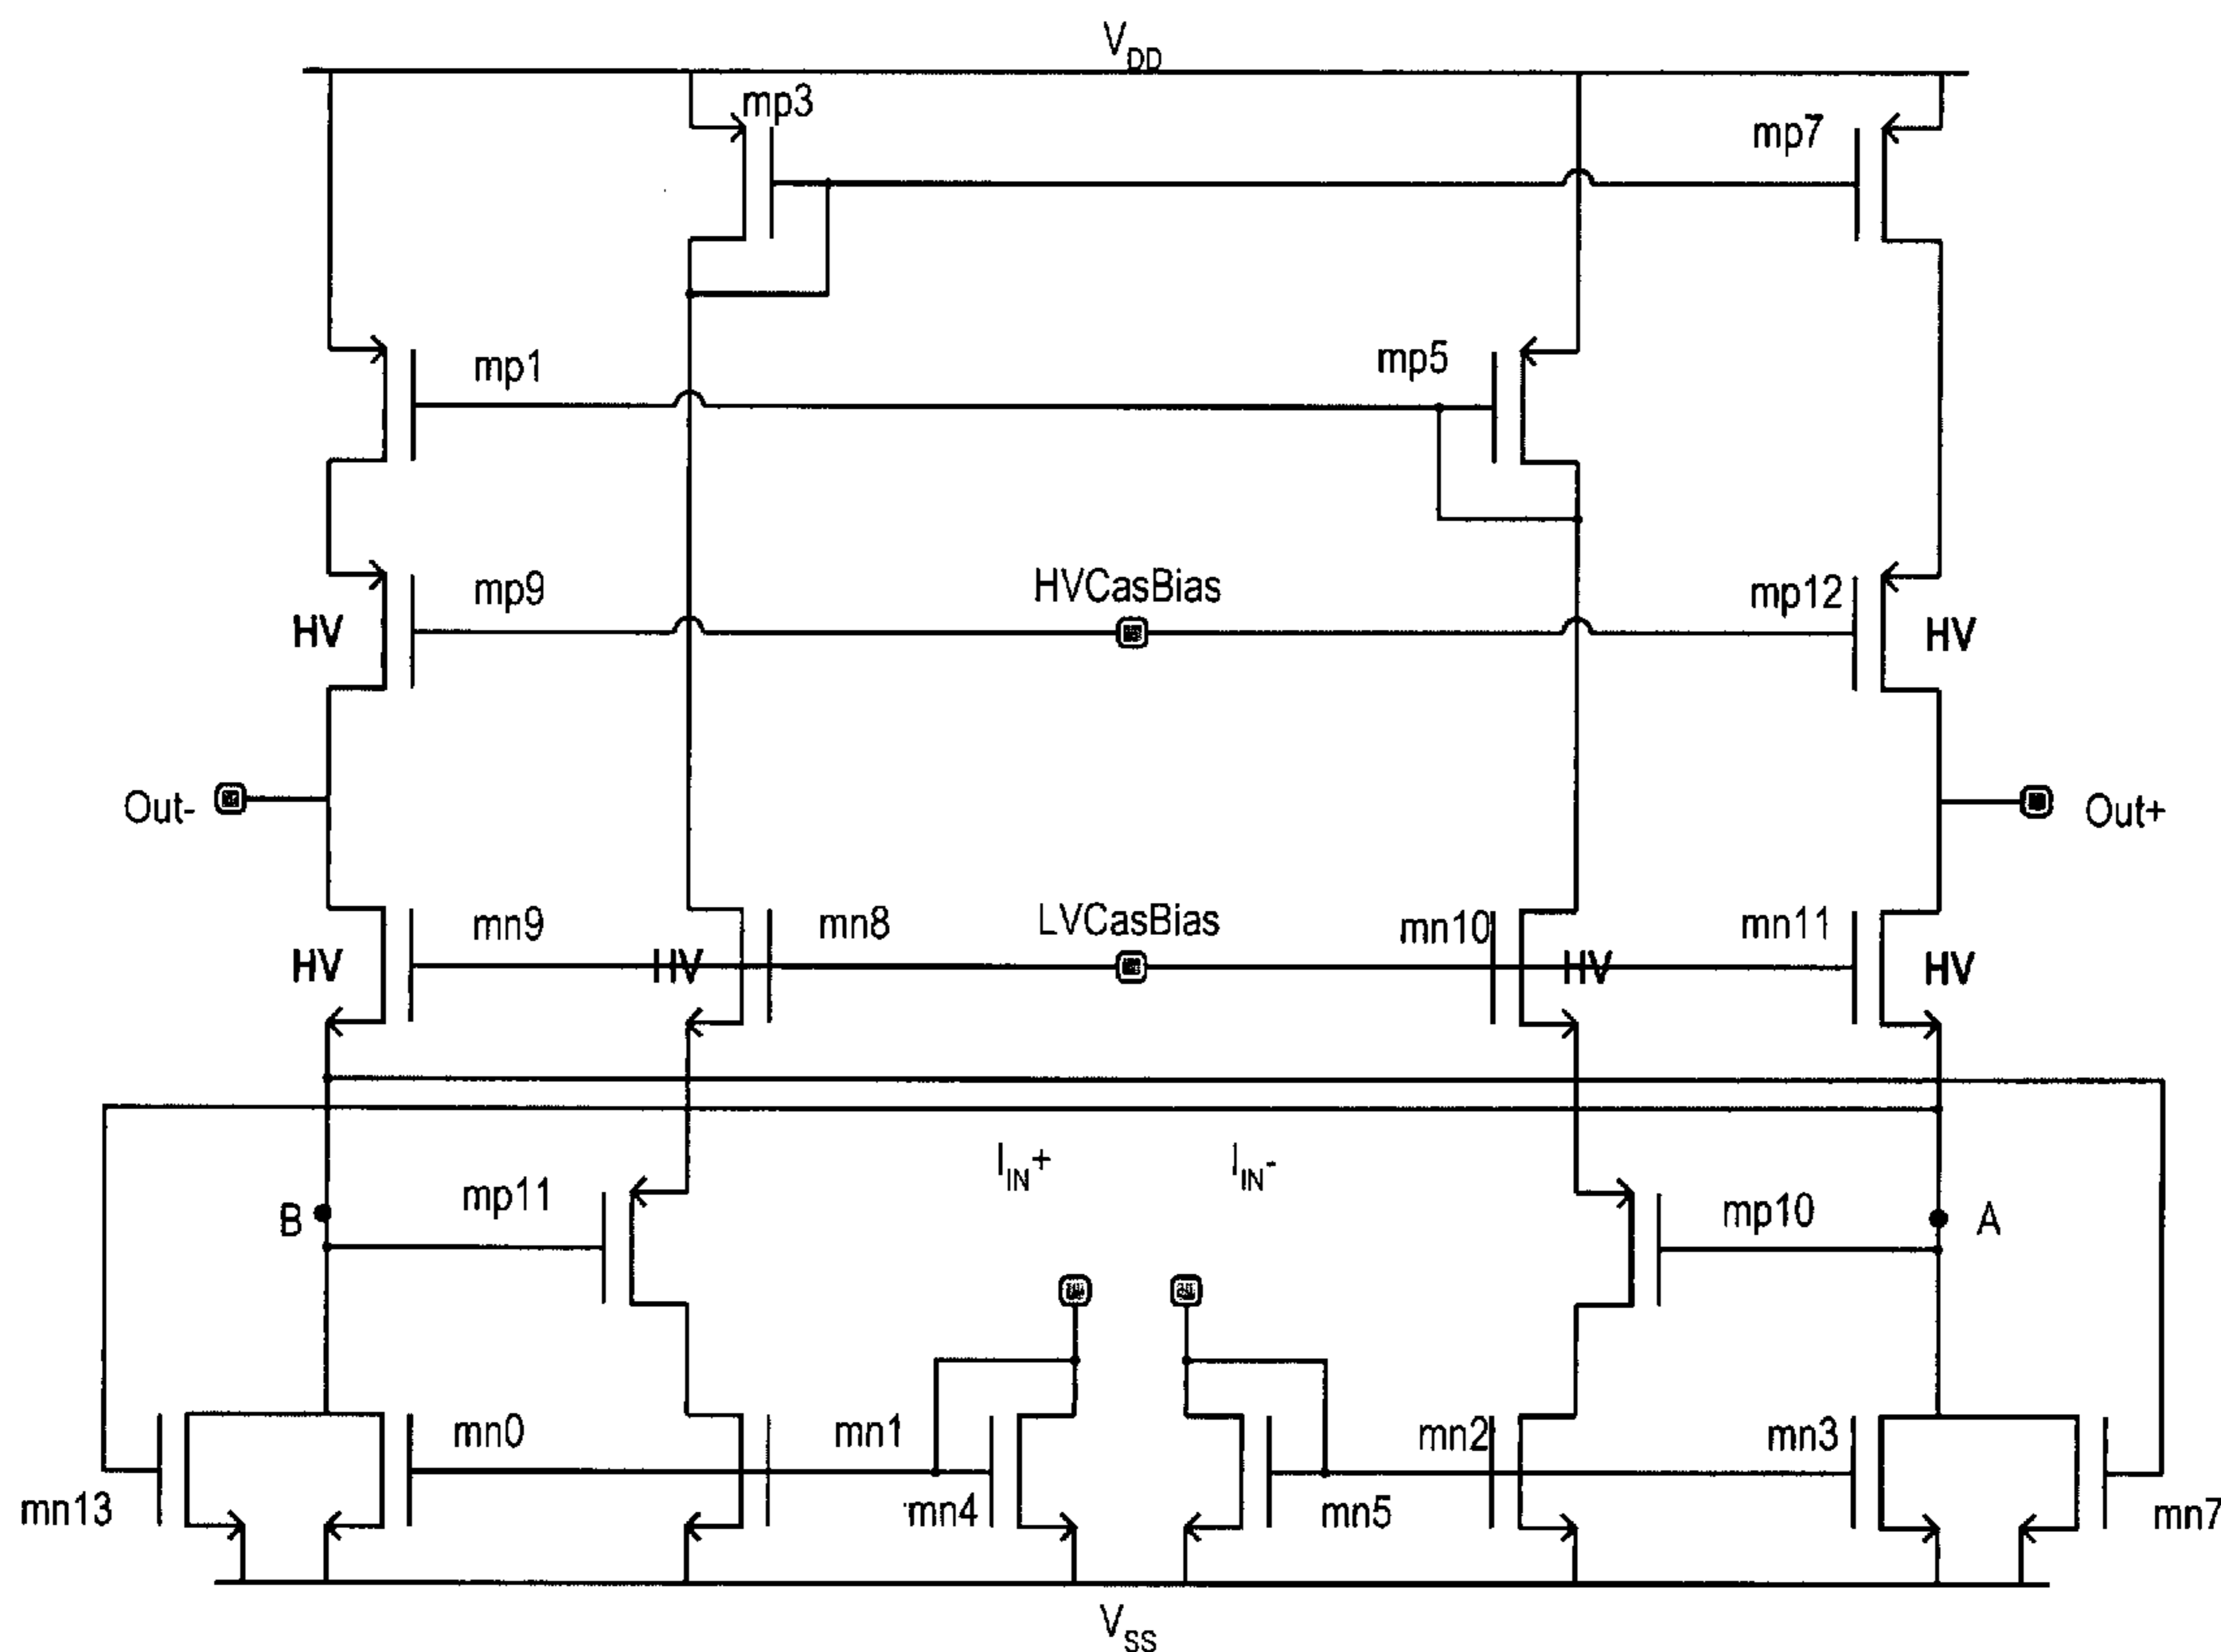 VDD
mp3
mp7
mp1
mp5
mp9
HVCasBias
mp12
HV
HV
Out-
Out+
mn9
mn8
LVCasBias
mn10
mn11
HV
HV
HV
HV
IIN+
IIN-
mp11
mp10
B
A
mn0
mn1
mn2
mn3
mn13
mn4
mn5
mn7
VSS